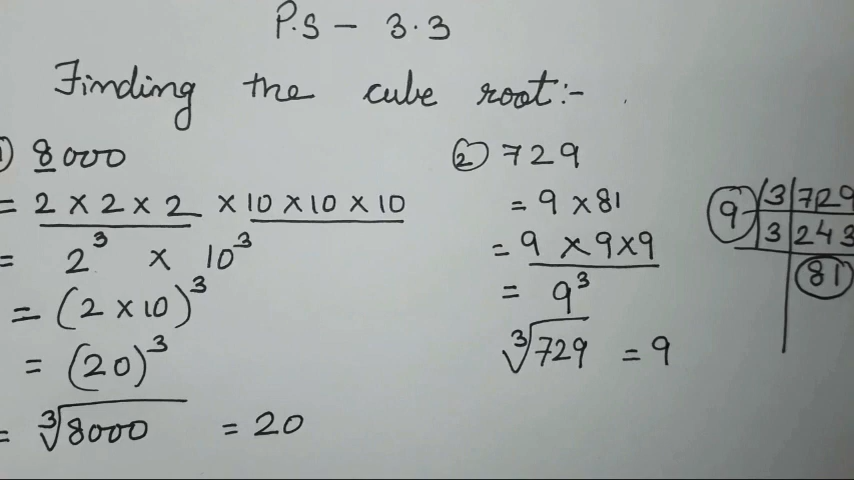 P.S - 3.3
Finding the cube root:-
1) 8000
= 2 × 2 × 2 × 10 × 10 × 10
= 2³ × 10³
= (2 × 10)³
= (20)³
= ∛8000 = 20
2) 729
= 9 × 81
= 9 × 9 × 9
= 9³
∛729 = 9
9 3 729
3 243
81